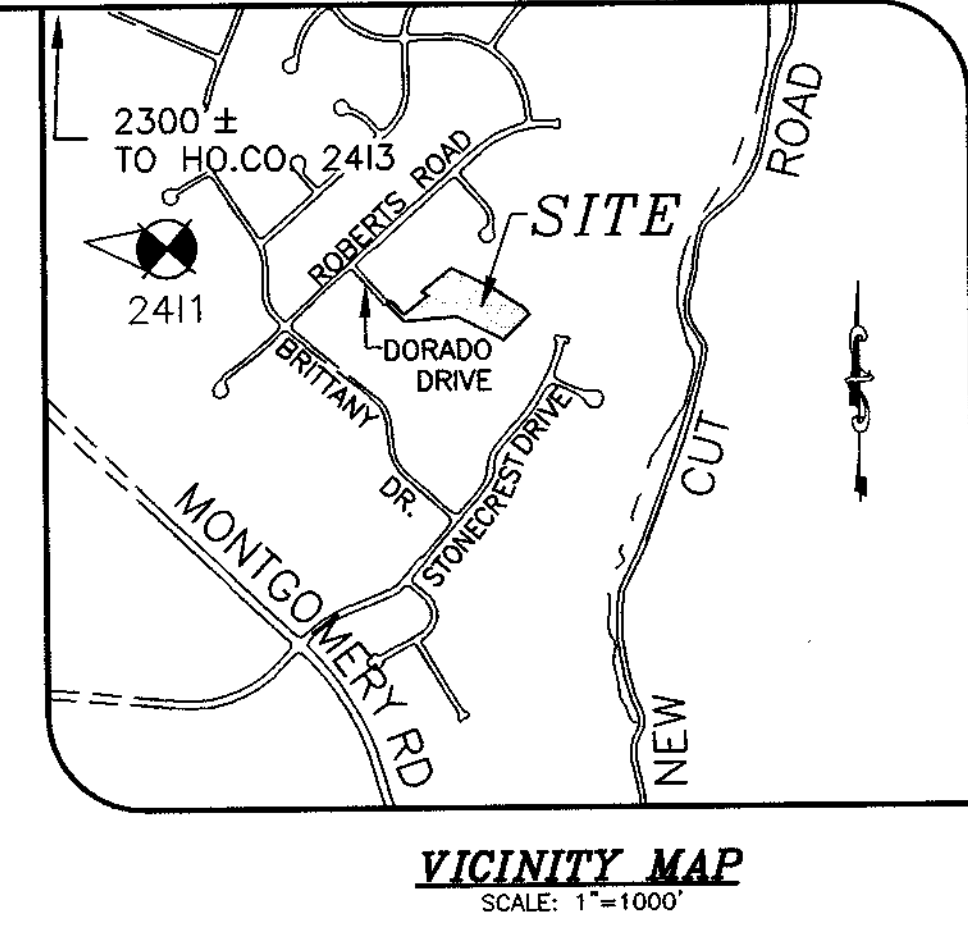 2300'±
TO HO.CO. 2413
ROBERTS ROAD
SITE
2411
DORADO
DRIVE
BRITTANY
DR.
STONECREST DRIVE
MONTGOMERY RD
NEW
CUT
ROAD
VICINITY MAP
SCALE: 1"=1000'